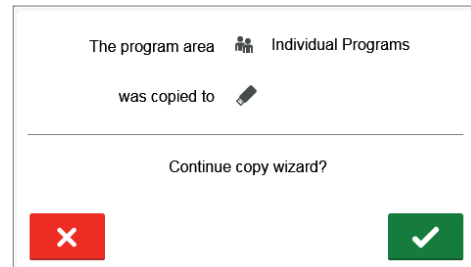 The program area Individual Programs
was copied to
Continue copy wizard?